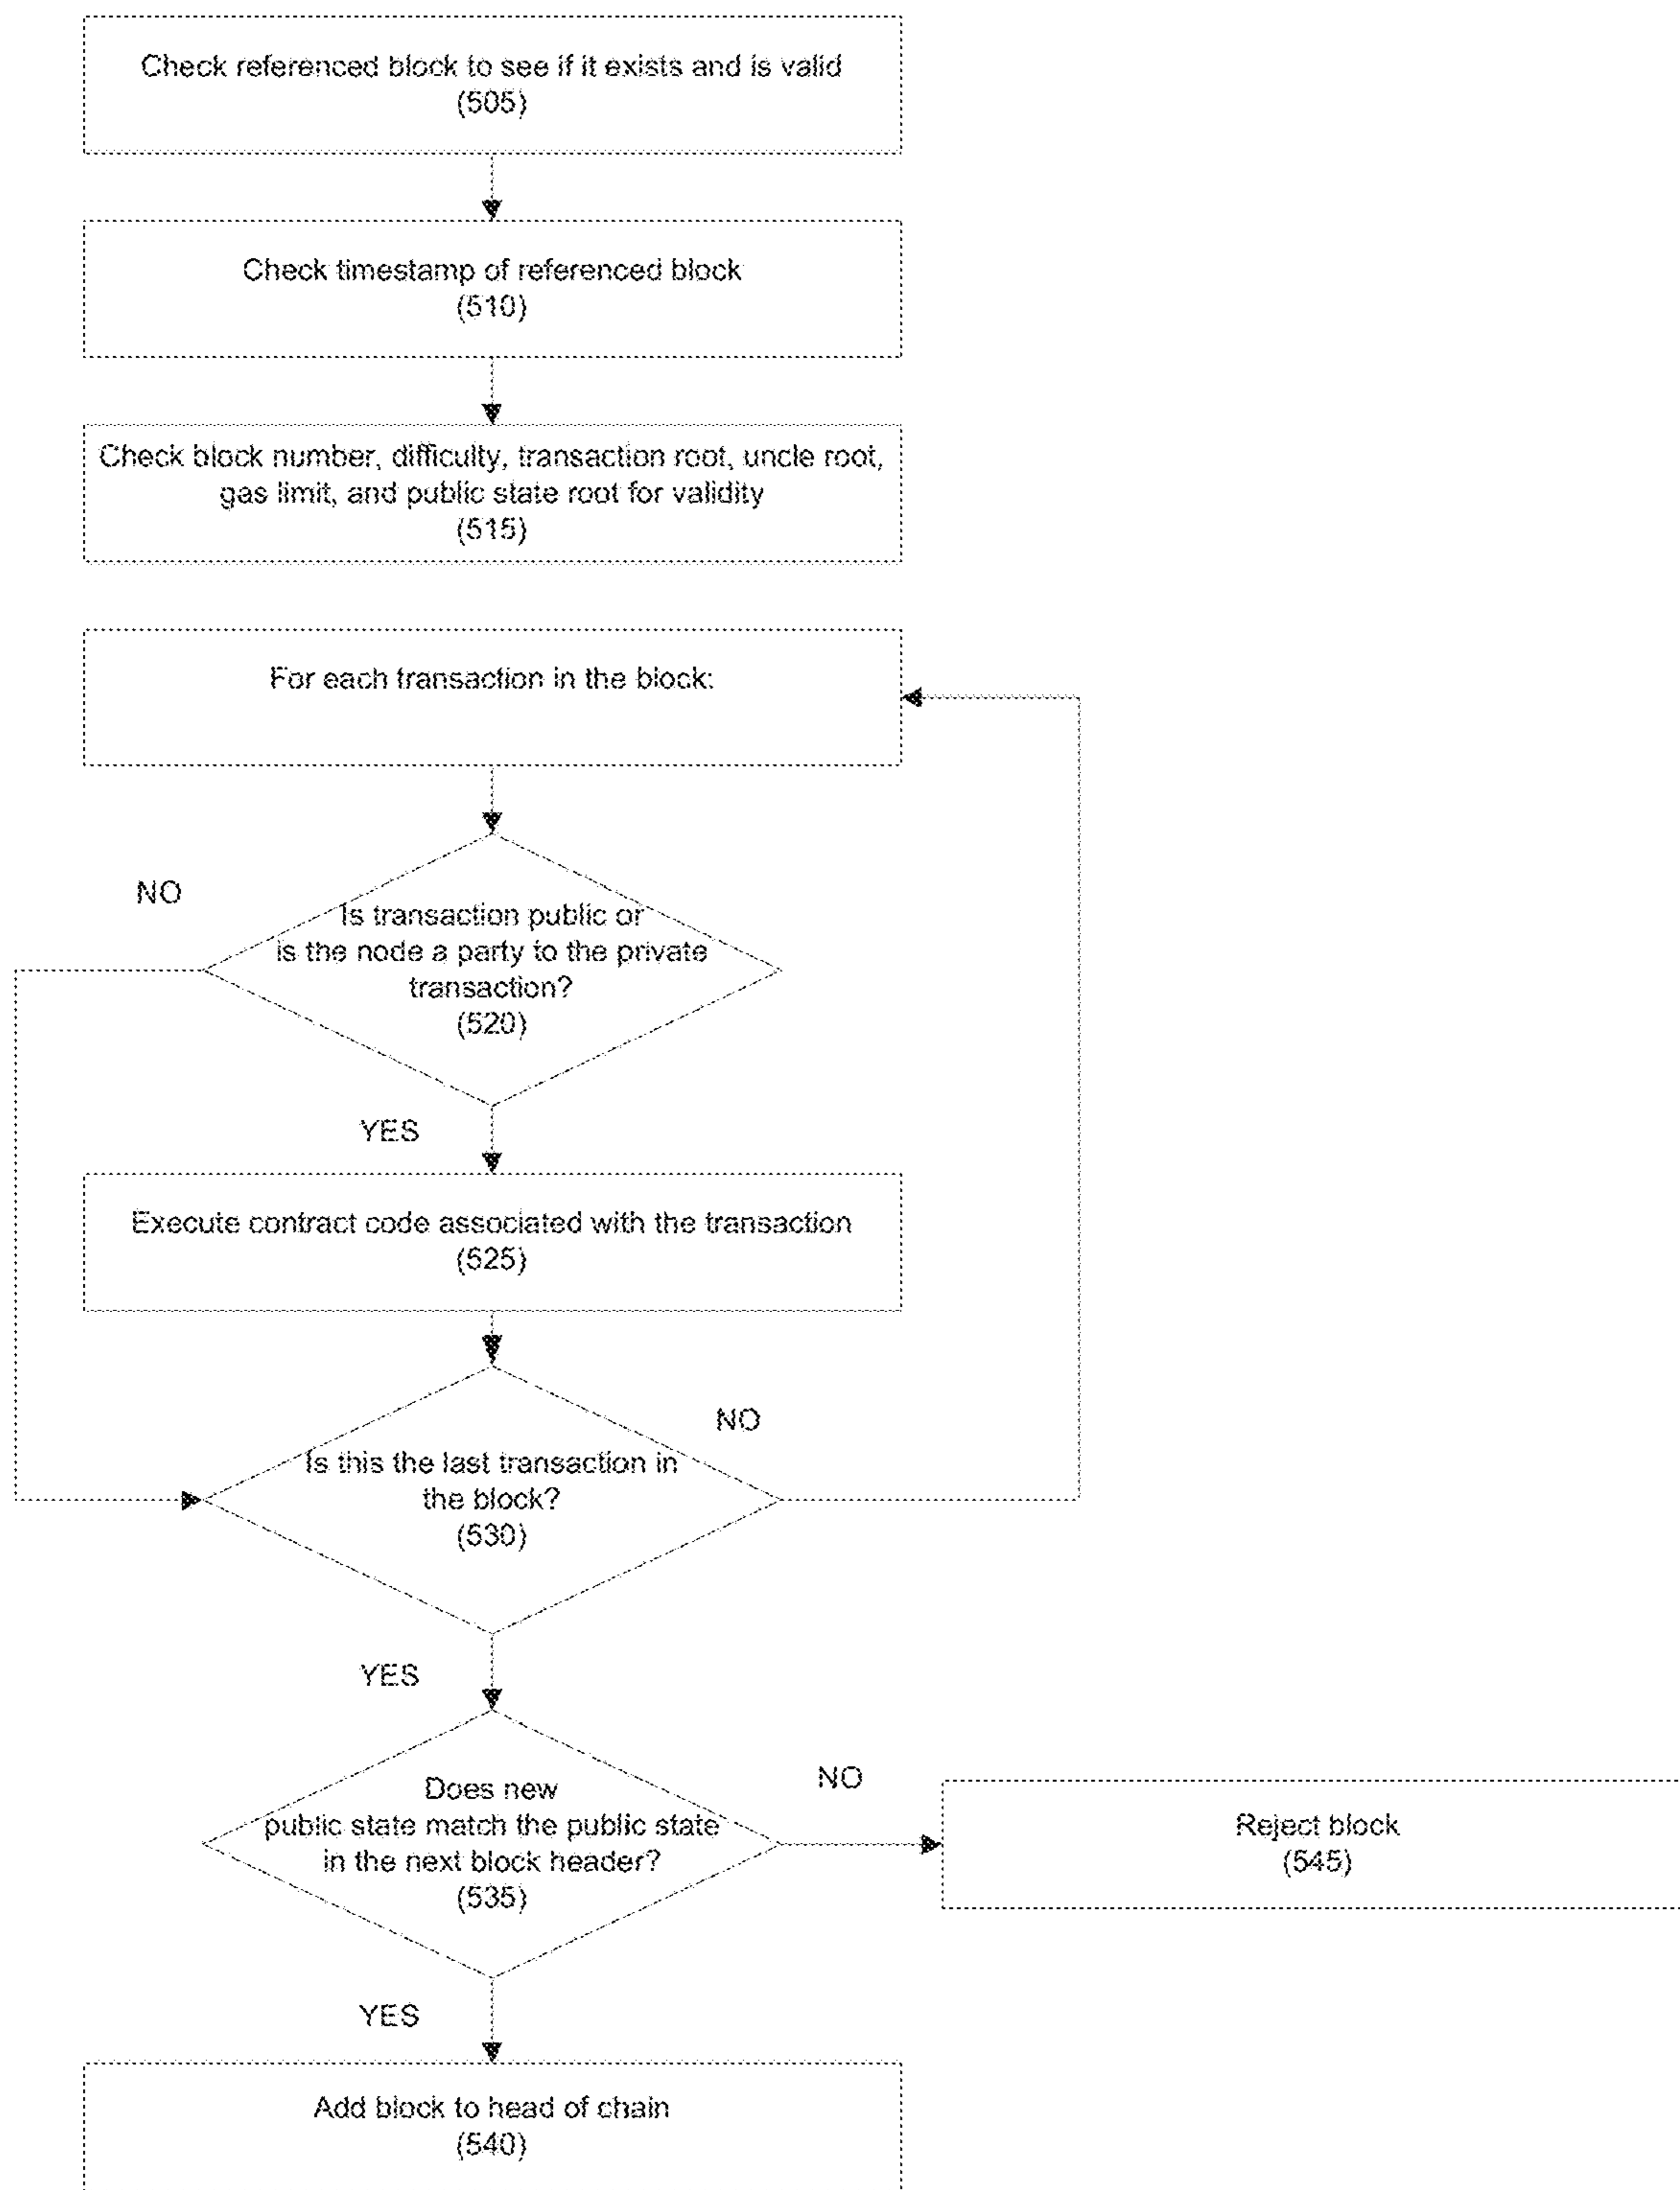 Check referenced block to see if it exists and is valid
(505)
Check timestamp of referenced block
(510)
Check block number, difficulty, transaction root, uncle root,
gas limit, and public state root for validity
(515)
For each transaction in the block:
NO
Is transaction public or
is the node a party to the private
transaction?
(520)
YES
Execute contract code associated with the transaction
(525)
NO
Is this the last transaction in
the block?
(530)
YES
Does new
public state match the public state
in the next block header?
(535)
NO
Reject block
(545)
YES
Add block to head of chain
(540)